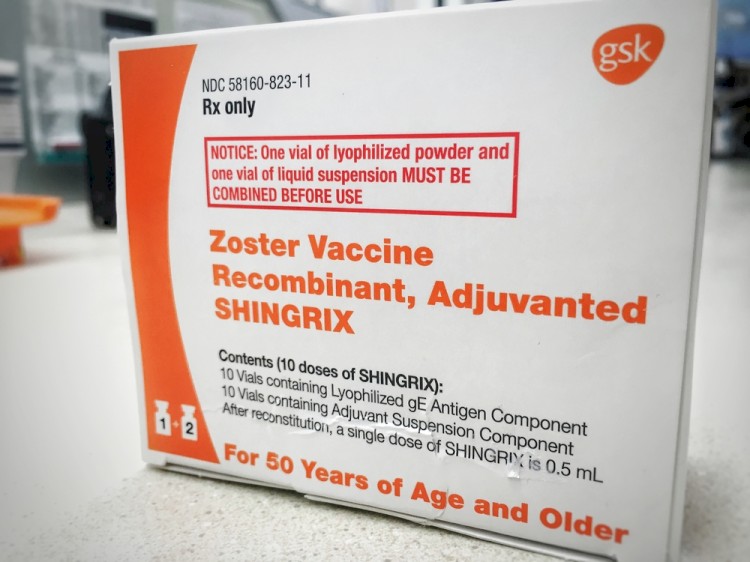 gsk
NDC 58160-823-11
Rx only
NOTICE: One vial of lyophilized powder and
one vial of liquid suspension MUST BE
COMBINED BEFORE USE
Zoster Vaccine
Recombinant, Adjuvanted
SHINGRIX
Contents (10 doses of SHINGRIX):
10 Vials containing Lyophilized gE Antigen Component
10 Vials containing Adjuvant Suspension Component
After reconstitution, a single dose of SHINGRIX is 0.5 mL
1 + 2
For 50 Years of Age and Older